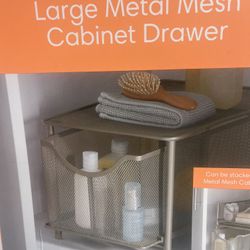 Large Metal Mesh
Cabinet Drawer
Can be stacked
Metal Mesh Cab